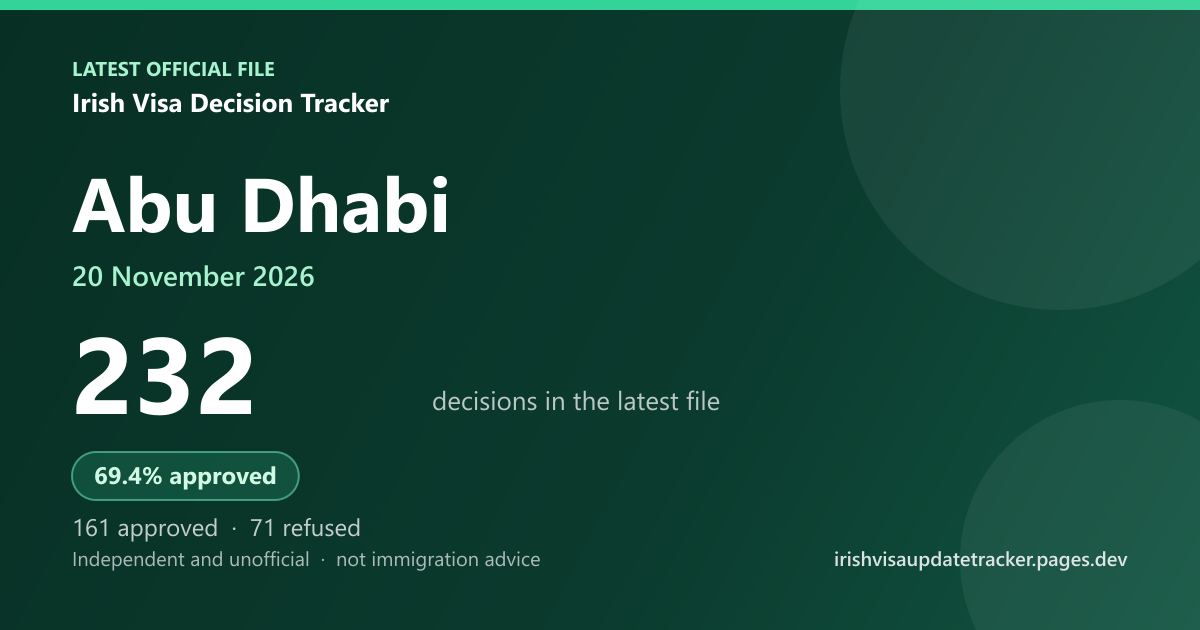 LATEST OFFICIAL FILE
Irish Visa Decision Tracker
Abu Dhabi
20 November 2026
232 decisions in the latest file
69.4% approved
161 approved · 71 refused
Independent and unofficial · not immigration advice
irishvisaupdatetracker.pages.dev